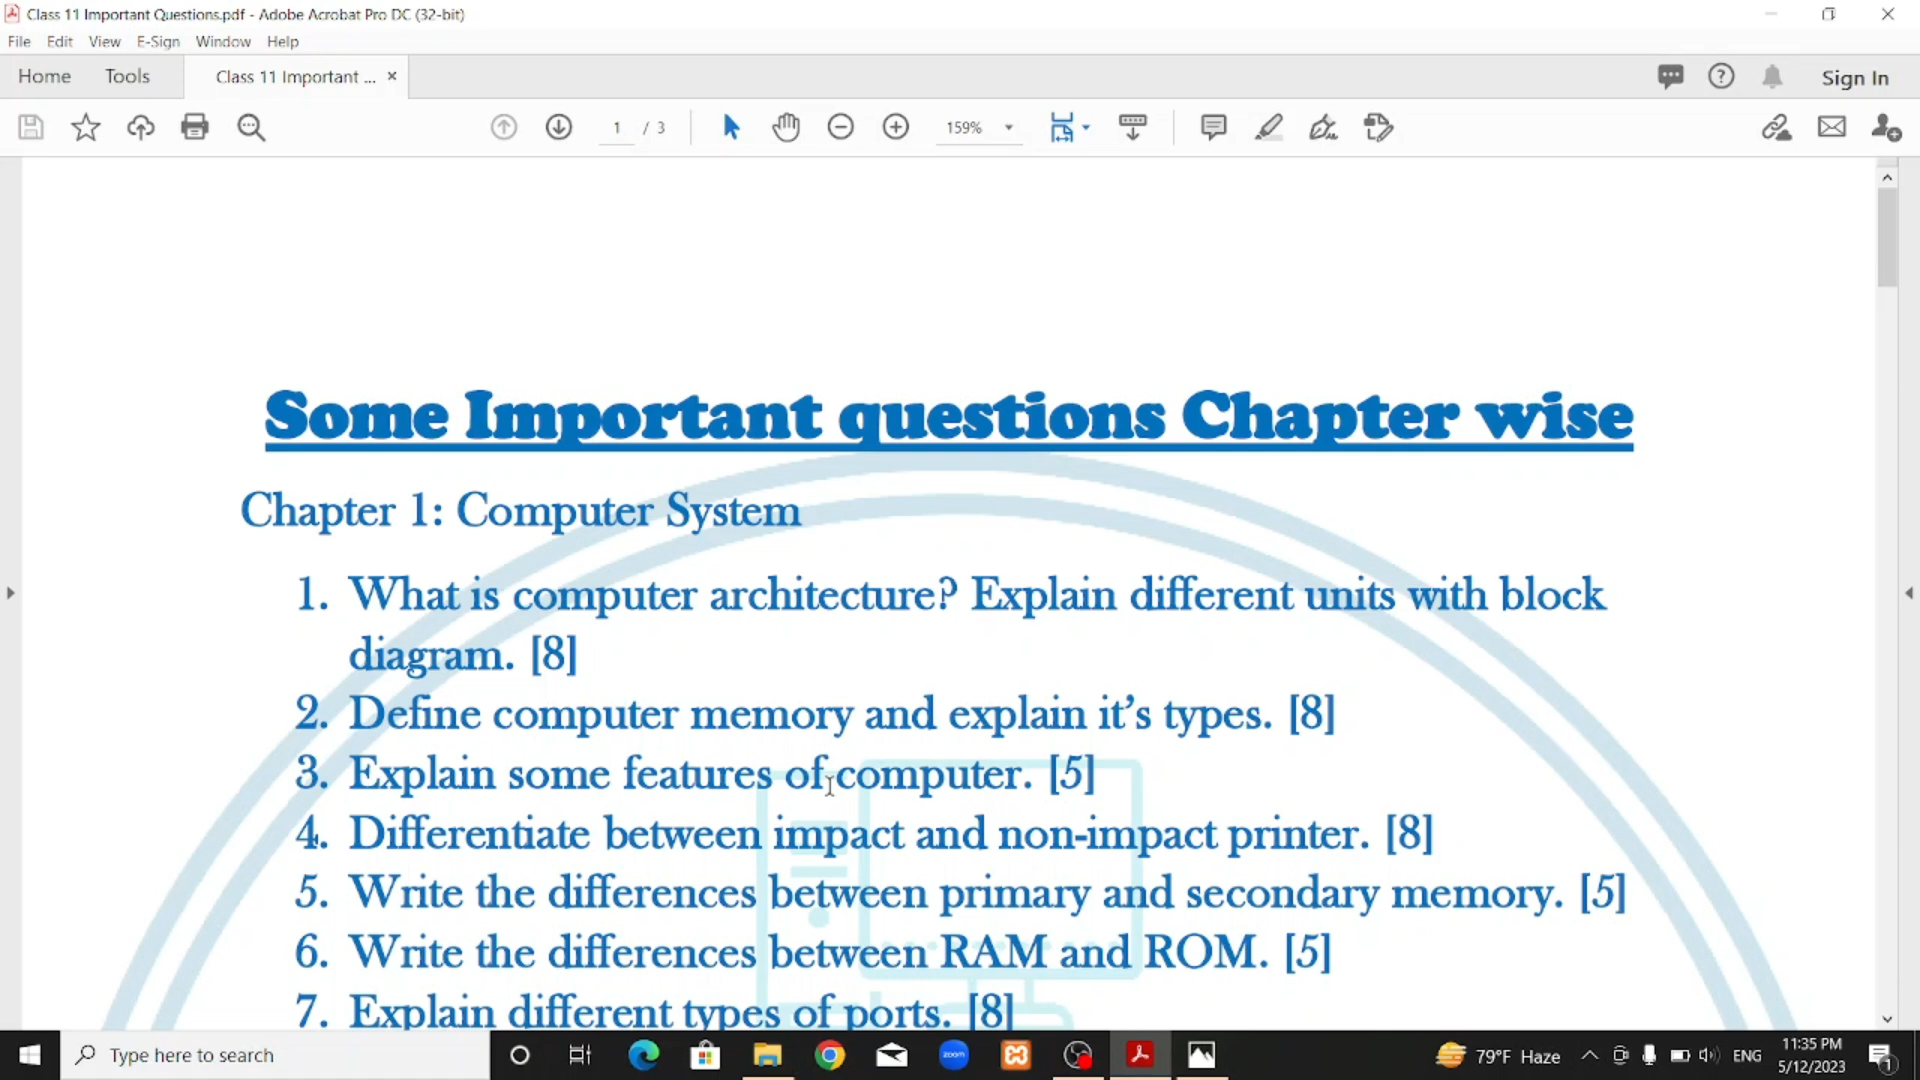 Class 11 Important Questions.pdf - Adobe Acrobat Pro DC (32-bit)
File Edit View E-Sign Window Help
Home Tools Class 11 Important ... × Sign In
1 / 3 159%
Some Important questions Chapter wise
Chapter 1: Computer System
1. What is computer architecture? Explain different units with block
diagram. [8]
2. Define computer memory and explain it's types. [8]
3. Explain some features of computer. [5]
4. Differentiate between impact and non-impact printer. [8]
5. Write the differences between primary and secondary memory. [5]
6. Write the differences between RAM and ROM. [5]
7. Explain different types of ports. [8]
Type here to search zoom 79°F Haze ENG 11:35 PM
5/12/2023 1